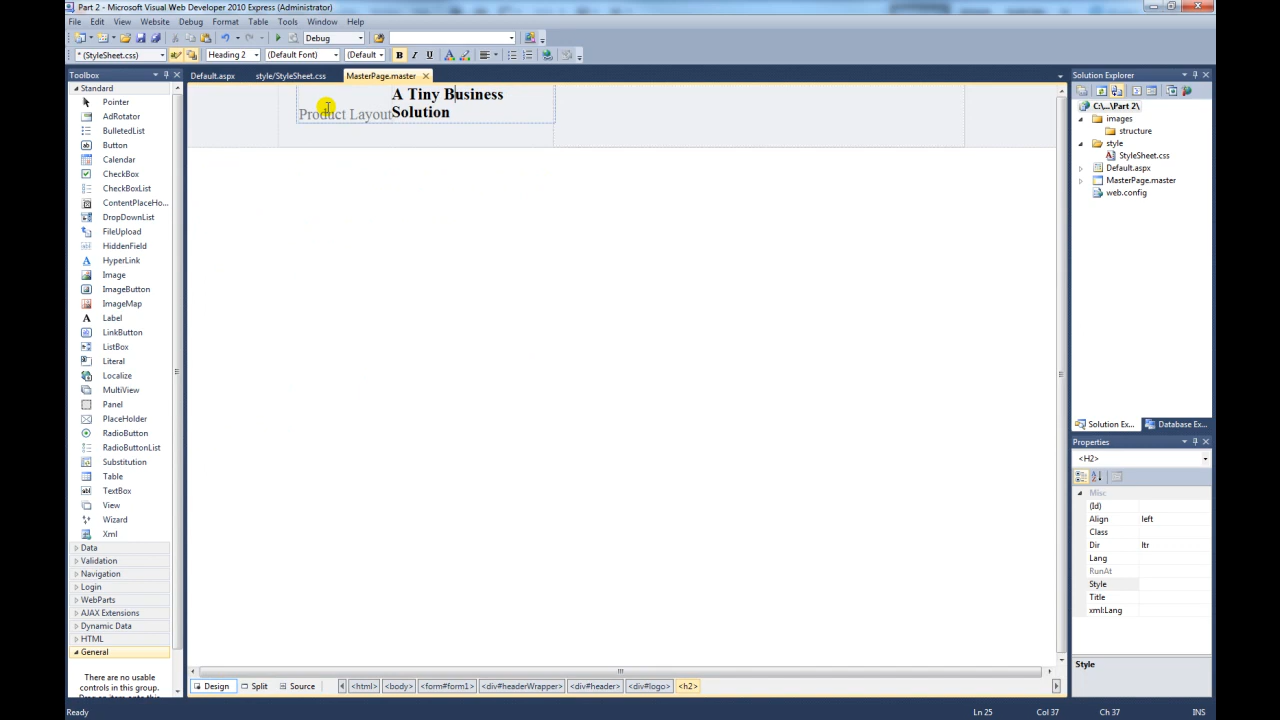 Part 2 - Microsoft Visual Web Developer 2010 Express (Administrator)
File Edit View Website Debug Format Table Tools Window Help
Debug
* (StyleSheet.css) Heading 2 (Default Font) (Default B I U A
Toolbox
Default.aspx style/StyleSheet.css MasterPage.master
Solution Explorer
Standard
Pointer
AdRotator
BulletedList
Button
Calendar
CheckBox
CheckBoxList
ContentPlaceHo...
DropDownList
FileUpload
HiddenField
HyperLink
Image
ImageButton
ImageMap
Label
LinkButton
ListBox
Literal
Localize
MultiView
Panel
PlaceHolder
RadioButton
RadioButtonList
Substitution
Table
TextBox
View
Wizard
Xml
Data
Validation
Navigation
Login
WebParts
AJAX Extensions
Dynamic Data
HTML
General
There are no usable
controls in this group.
A Tiny Business
Product Layout Solution
C:\...\Part 2\
images
structure
style
StyleSheet.css
Default.aspx
MasterPage.master
web.config
Solution Ex... Database Ex...
Properties
<H2>
Misc
(Id)
Align left
Class
Dir ltr
Lang
RunAt
Style
Title
xml:Lang
Style
Design Split Source <html> <body> <form#form1> <div#headerWrapper> <div#header> <div#logo> <h2>
Ready Ln 25 Col 37 Ch 37 INS